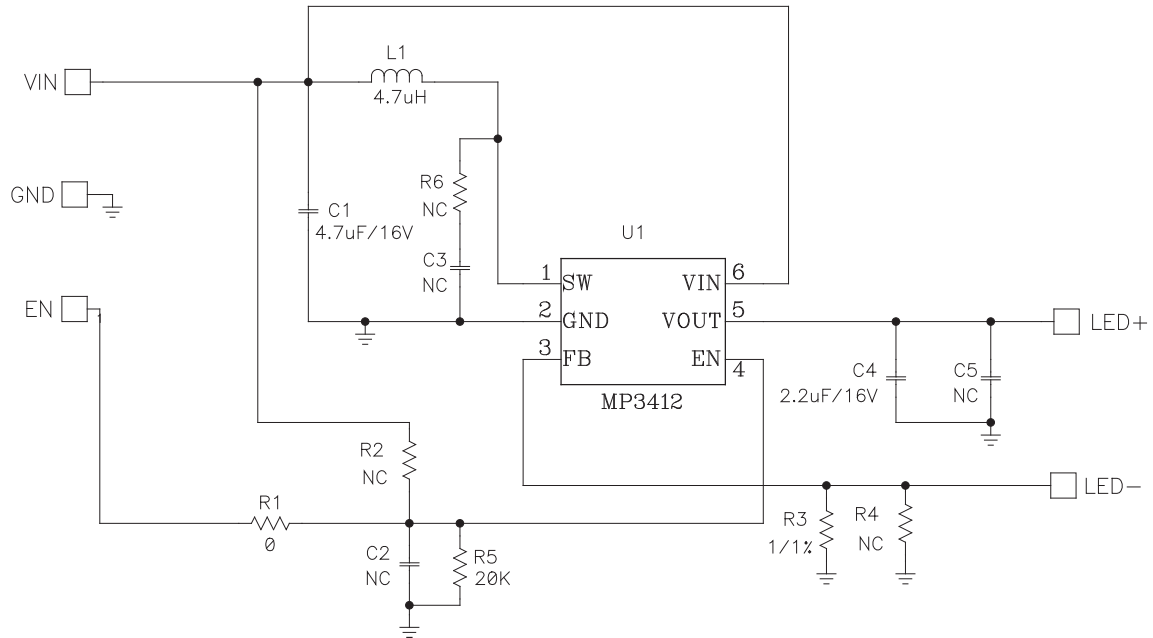 VIN
L1
4.7uH
GND
R6
NC
C1
4.7uF/16V
U1
C3
NC
1
SW
VIN
6
EN
2
GND
VOUT
5
LED+
3
FB
EN
4
C4
2.2uF/16V
C5
NC
MP3412
R2
NC
LED-
R1
0
R3
1/1%
R4
NC
C2
NC
R5
20K